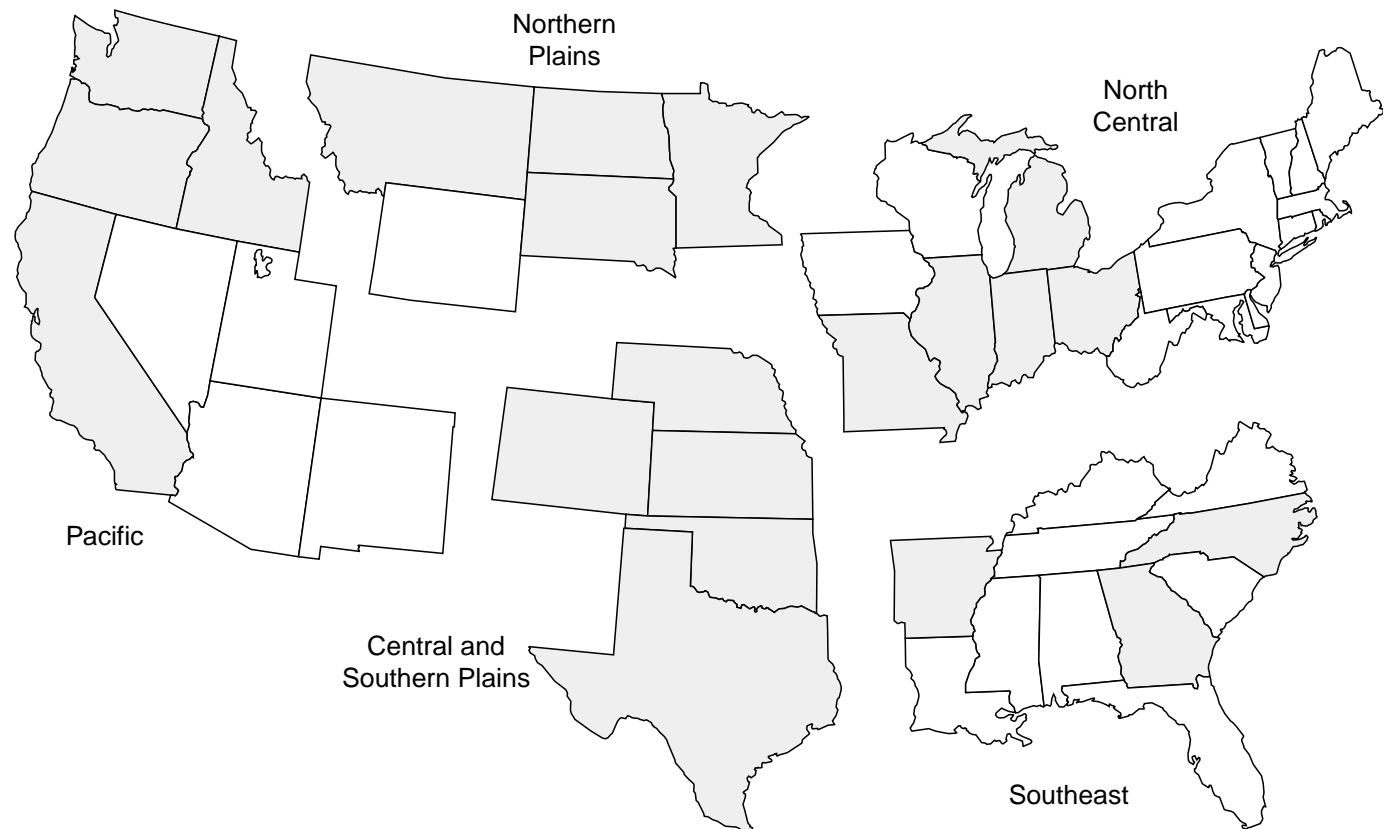 Northern
Plains
North
Central
Pacific
Central and
Southern Plains
Southeast